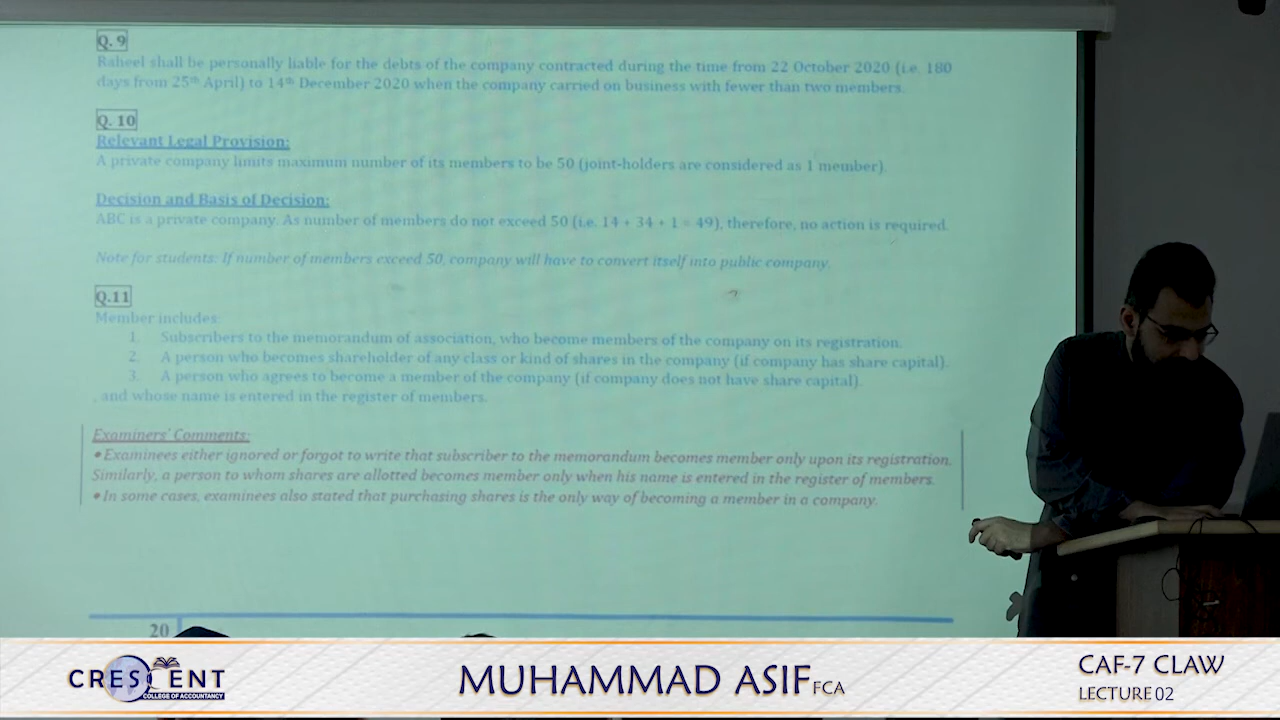 Q. 9
Raheel shall be personally liable for the debts of the company contracted during the time from 22 October 2020 (i.e. 180
days from 25th April) to 14th December 2020 when the company carried on business with fewer than two members.
Q. 10
Relevant Legal Provision:
A private company limits maximum number of its members to be 50 (joint-holders are considered as 1 member).
Decision and Basis of Decision:
ABC is a private company. As number of members do not exceed 50 (i.e. 14 + 34 + 1 = 49), therefore, no action is required.
Note for students: If number of members exceed 50, company will have to convert itself into public company.
Q.11
Member includes:
1. Subscribers to the memorandum of association, who become members of the company on its registration.
2. A person who becomes shareholder of any class or kind of shares in the company (if company has share capital).
3. A person who agrees to become a member of the company (if company does not have share capital).
, and whose name is entered in the register of members.
Examiners' Comments:
• Examinees either ignored or forgot to write that subscriber to the memorandum becomes member only upon its registration.
Similarly, a person to whom shares are allotted becomes member only when his name is entered in the register of members.
• In some cases, examinees also stated that purchasing shares is the only way of becoming a member in a company.
20
CRESCENT
COLLEGE OF ACCOUNTANCY
MUHAMMAD ASIF FCA
CAF-7 CLAW
LECTURE 02